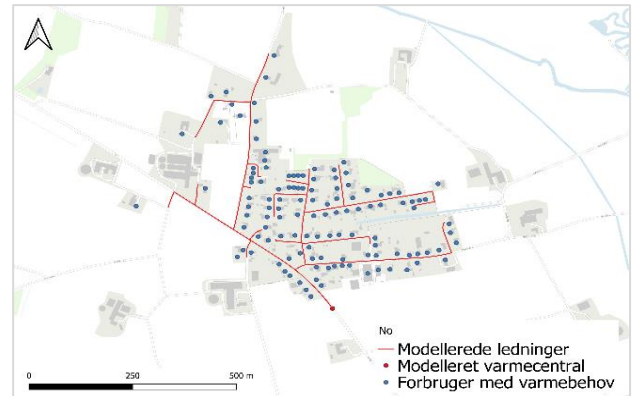 No
Modellerede ledninger
Modelleret varmecentral
Forbruger med varmebehov
0 250 500 m